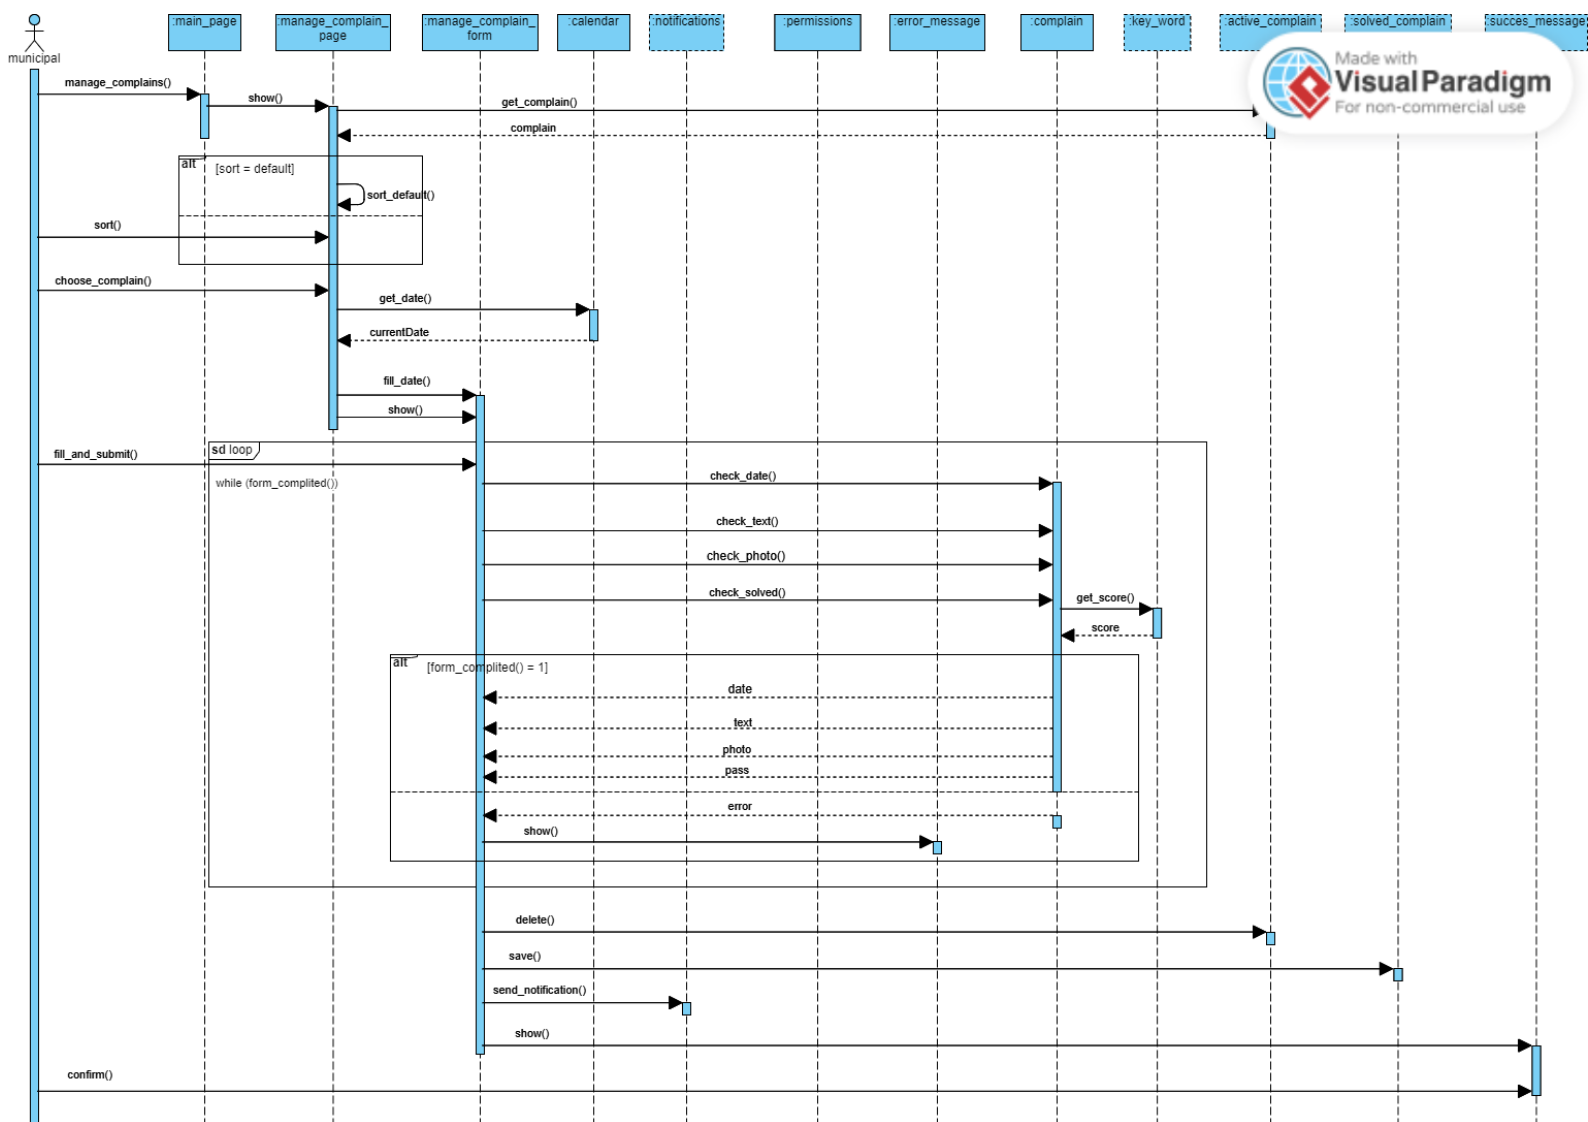 :main_page
:manage_complain_
page
:manage_complain_
form
:calendar
:notifications
:permissions
:error_message
:complain
:key_word
:active_complain
:solved_complain
:succes_message
municipal
Made with
Visual Paradigm
For non-commercial use
manage_complains()
show()
get_complain()
complain
alt
[sort = default]
sort_default()
sort()
choose_complain()
get_date()
currentDate
fill_date()
show()
sd loop
fill_and_submit()
while (form_complited())
check_date()
check_text()
check_photo()
check_solved()
get_score()
score
alt
[form_complited() = 1]
date
text
photo
pass
error
show()
delete()
save()
send_notification()
show()
confirm()